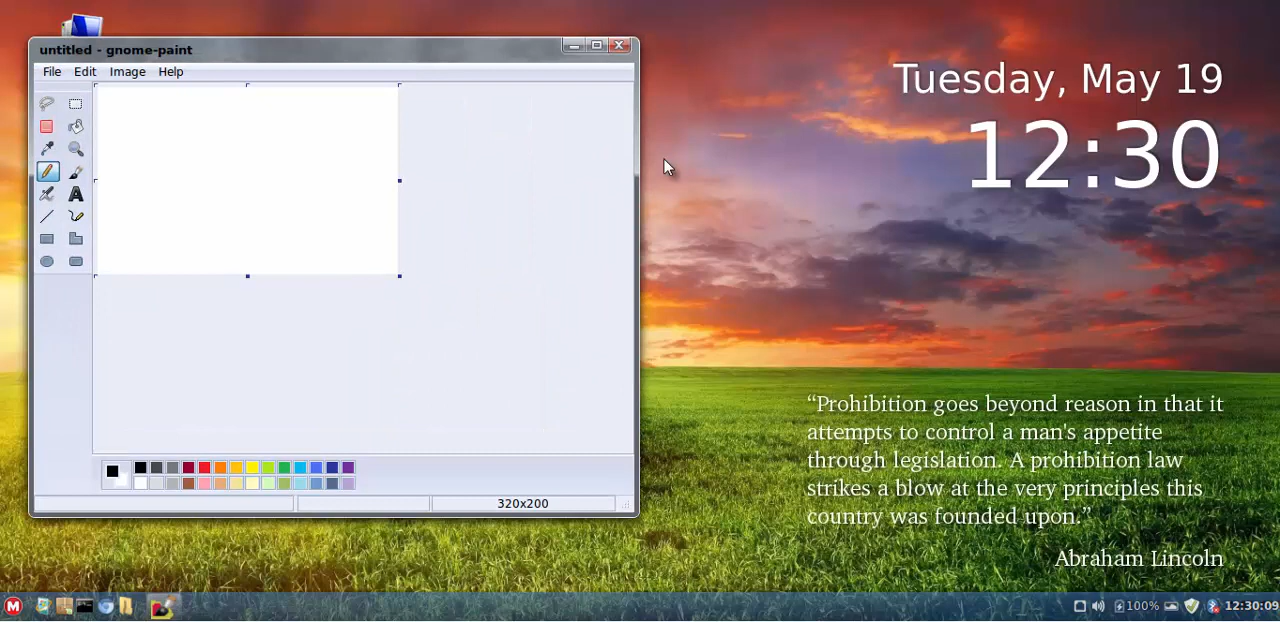 untitled - gnome-paint
File Edit Image Help
A
320x200
Tuesday, May 19
12:30
“Prohibition goes beyond reason in that it
attempts to control a man's appetite
through legislation. A prohibition law
strikes a blow at the very principles this
country was founded upon.”
Abraham Lincoln
M
100%
12:30:09